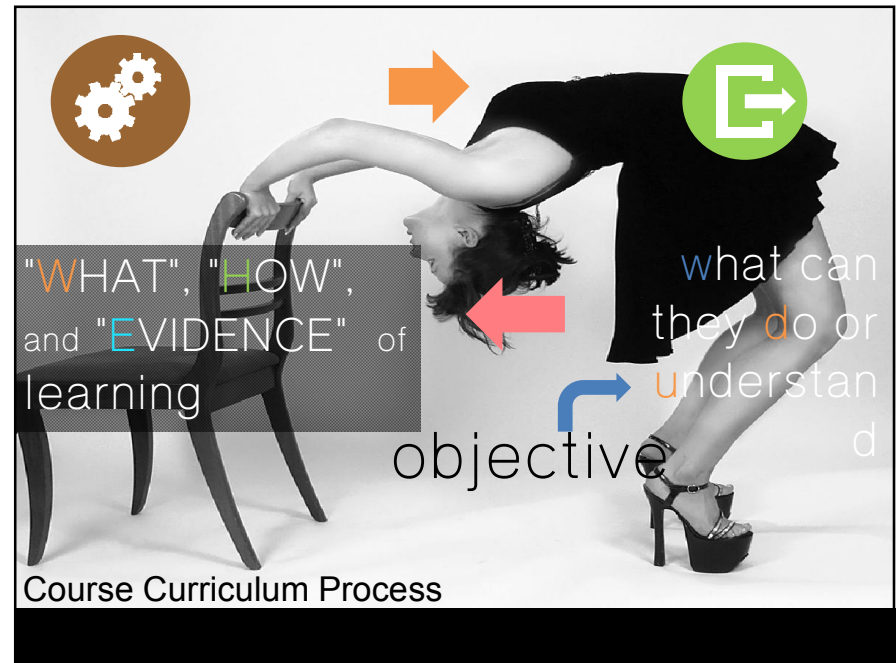 "WHAT", "HOW",
and "EVIDENCE" of
learning
what can
they do or
understan
d
objective
Course Curriculum Process